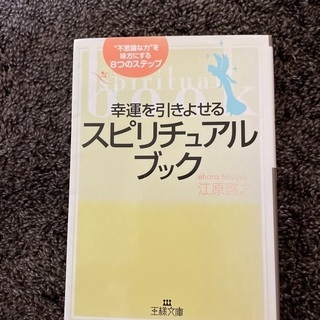 "不思議な力"を
味方にする
8つのステップ
spiritual
book
幸運を引きよせる
スピリチュアル
ブック
ehara hiroyuki
江原啓之
王様文庫